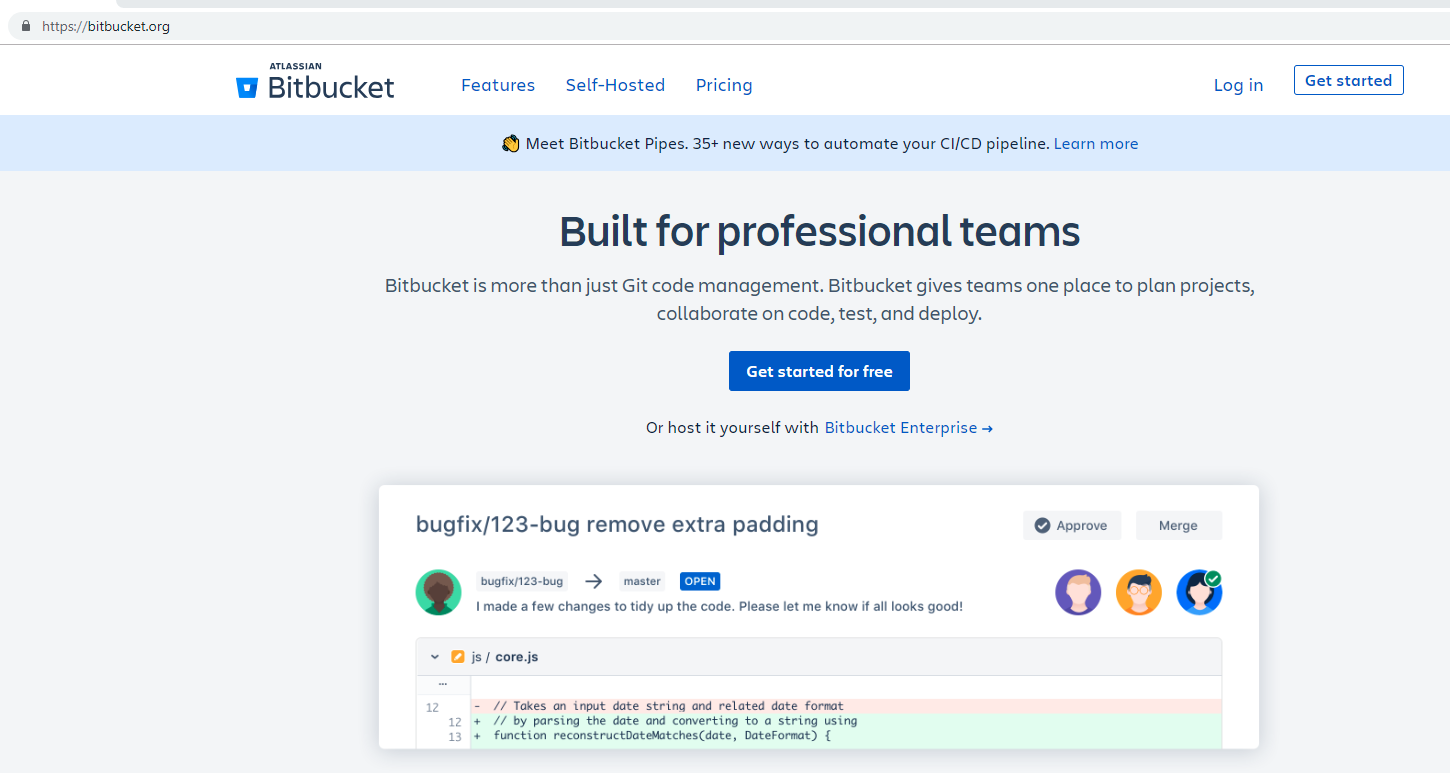 https://bitbucket.org
ATLASSIAN
Bitbucket
Features Self-Hosted Pricing Log in Get started
👋 Meet Bitbucket Pipes. 35+ new ways to automate your CI/CD pipeline. Learn more
Built for professional teams
Bitbucket is more than just Git code management. Bitbucket gives teams one place to plan projects,
collaborate on code, test, and deploy.
Get started for free
Or host it yourself with Bitbucket Enterprise →
bugfix/123-bug remove extra padding
Approve Merge
bugfix/123-bug → master OPEN
I made a few changes to tidy up the code. Please let me know if all looks good!
js / core.js
...
12 - // Takes an input date string and related date format
12 + // by parsing the date and converting to a string using
13 + function reconstructDateMatches(date, DateFormat) {